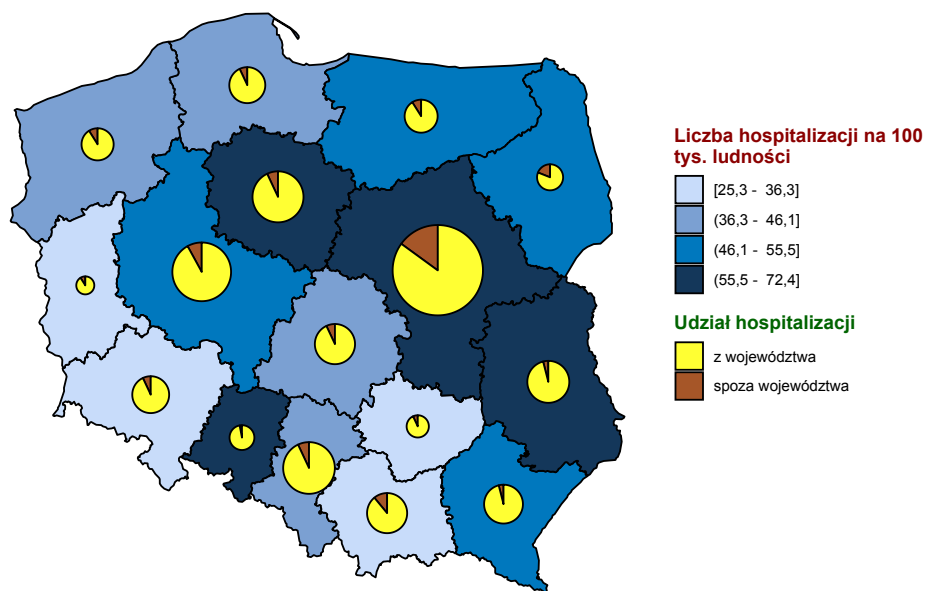 Liczba hospitalizacji na 100
tys. ludności
[25,3 - 36,3]
(36,3 - 46,1]
(46,1 - 55,5]
(55,5 - 72,4]
Udział hospitalizacji
z województwa
spoza województwa